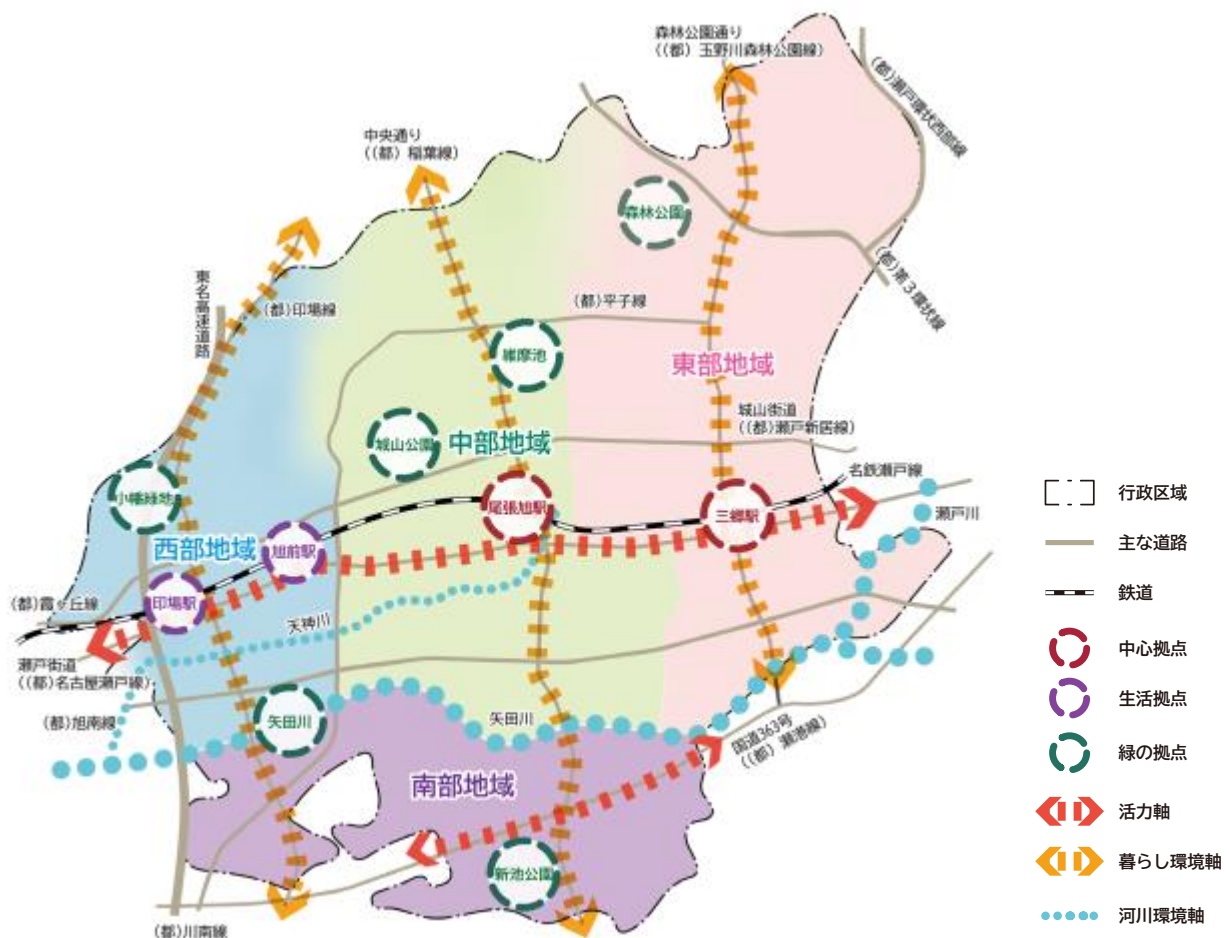 森林公園通り
((都) 玉野川森林公園線)
(都)瀬戸環状西部線
中央通り
((都) 稲葉線)
森林公園
(都)第3環状線
東名高速道路
(都)印場線
(都)平子線
維摩池
東部地域
城山街道
((都)瀬戸新居線)
城山公園
中部地域
名鉄瀬戸線
小幡緑地
尾張旭駅
三郷駅
瀬戸川
西部地域
旭前駅
印場駅
(都)霞ヶ丘線
天神川
瀬戸街道
((都)名古屋瀬戸線)
(都)旭南線
矢田川
矢田川
国道363号
((都) 瀬港線)
南部地域
新池公園
(都)川南線
行政区域
主な道路
鉄道
中心拠点
生活拠点
緑の拠点
活力軸
暮らし環境軸
河川環境軸